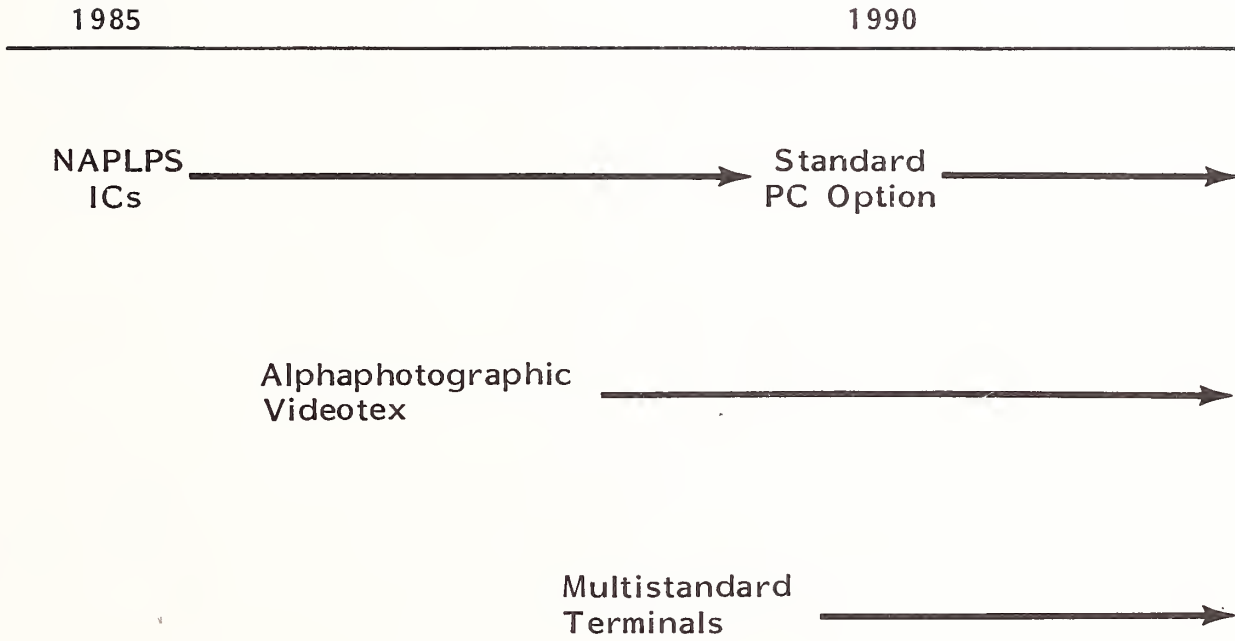 1985 1990
NAPLPS
ICs
Standard
PC Option
Alphaphotographic
Videotex
Multistandard
Terminals